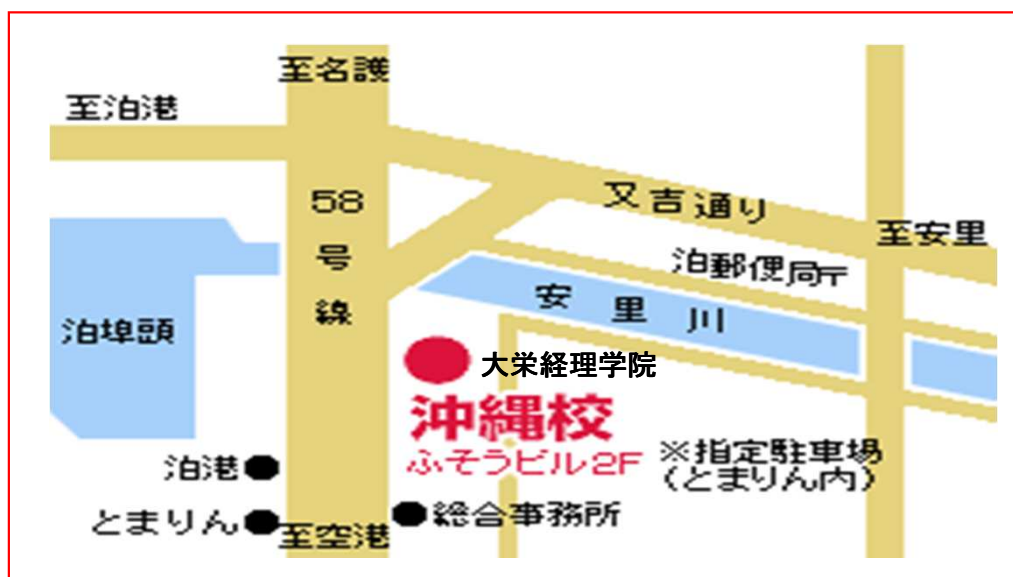 至名護
至泊港
58号線
又吉通り
至安里
泊郵便局〒
安里川
泊埠頭
大栄経理学院
沖縄校
ふそうビル2F
※指定駐車場
(とまりん内)
泊港
とまりん
総合事務所
至空港